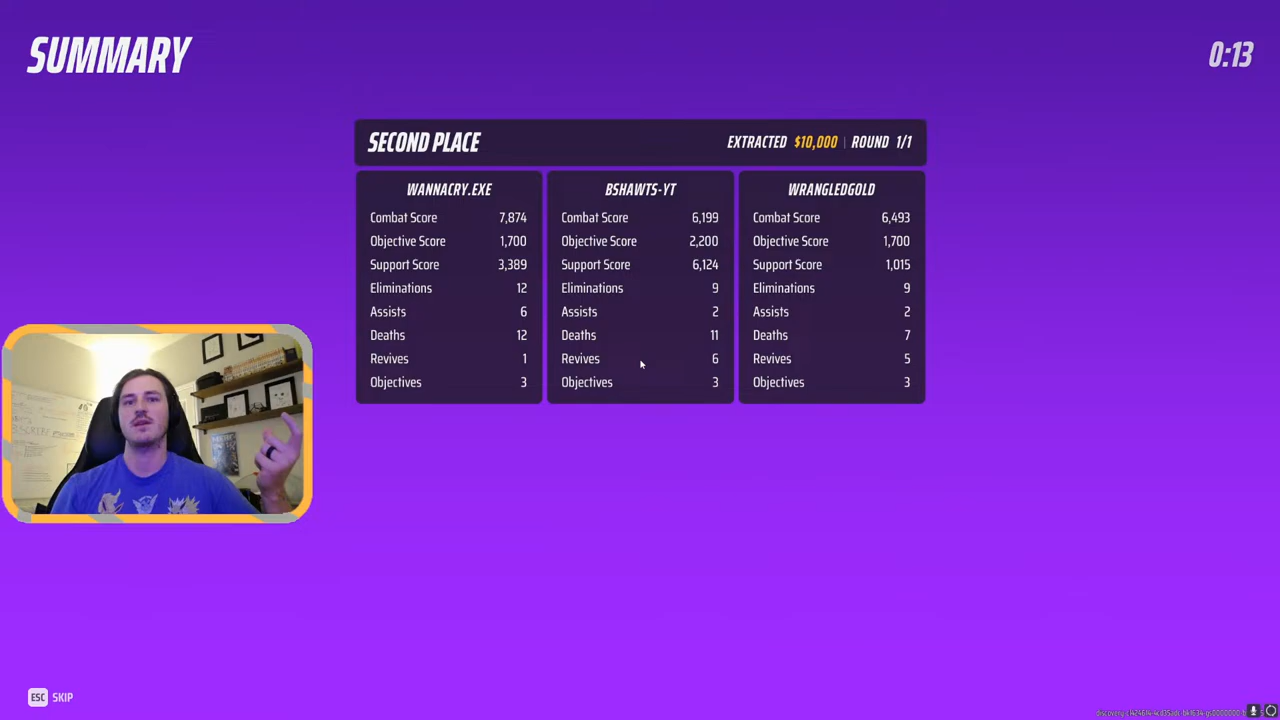 SUMMARY
0:13
SECOND PLACE
EXTRACTED $10,000 | ROUND 1/1
WANNACRY.EXE
Combat Score 7,874
Objective Score 1,700
Support Score 3,389
Eliminations 12
Assists 6
Deaths 12
Revives 1
Objectives 3
BSHAWTS-YT
Combat Score 6,199
Objective Score 2,200
Support Score 6,124
Eliminations 9
Assists 2
Deaths 11
Revives 6
Objectives 3
WRANGLEDGOLD
Combat Score 6,493
Objective Score 1,700
Support Score 1,015
Eliminations 9
Assists 2
Deaths 7
Revives 5
Objectives 3
ESC SKIP